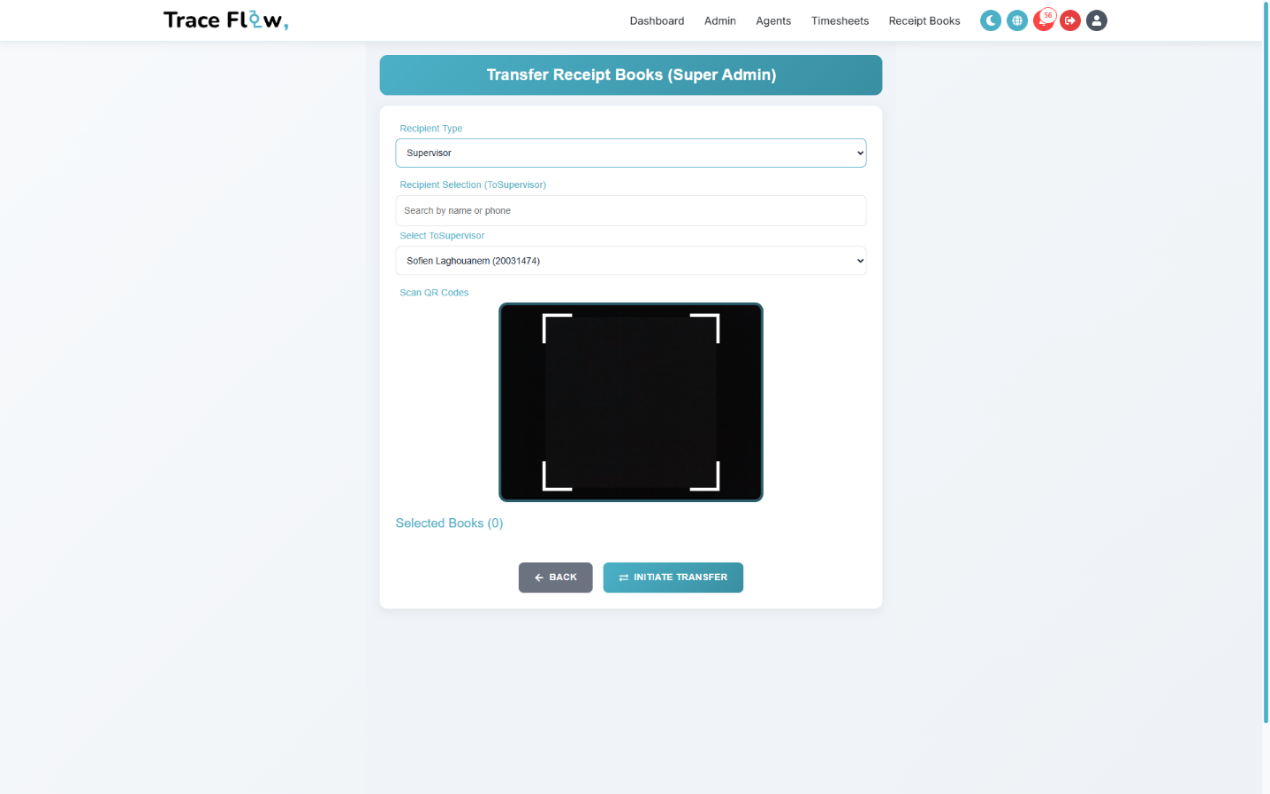 Trace Flow,
Dashboard Admin Agents Timesheets Receipt Books 56
Transfer Receipt Books (Super Admin)
Recipient Type
Supervisor
Recipient Selection (ToSupervisor)
Search by name or phone
Select ToSupervisor
Sofien Laghouanem (20031474)
Scan QR Codes
Selected Books (0)
BACK INITIATE TRANSFER